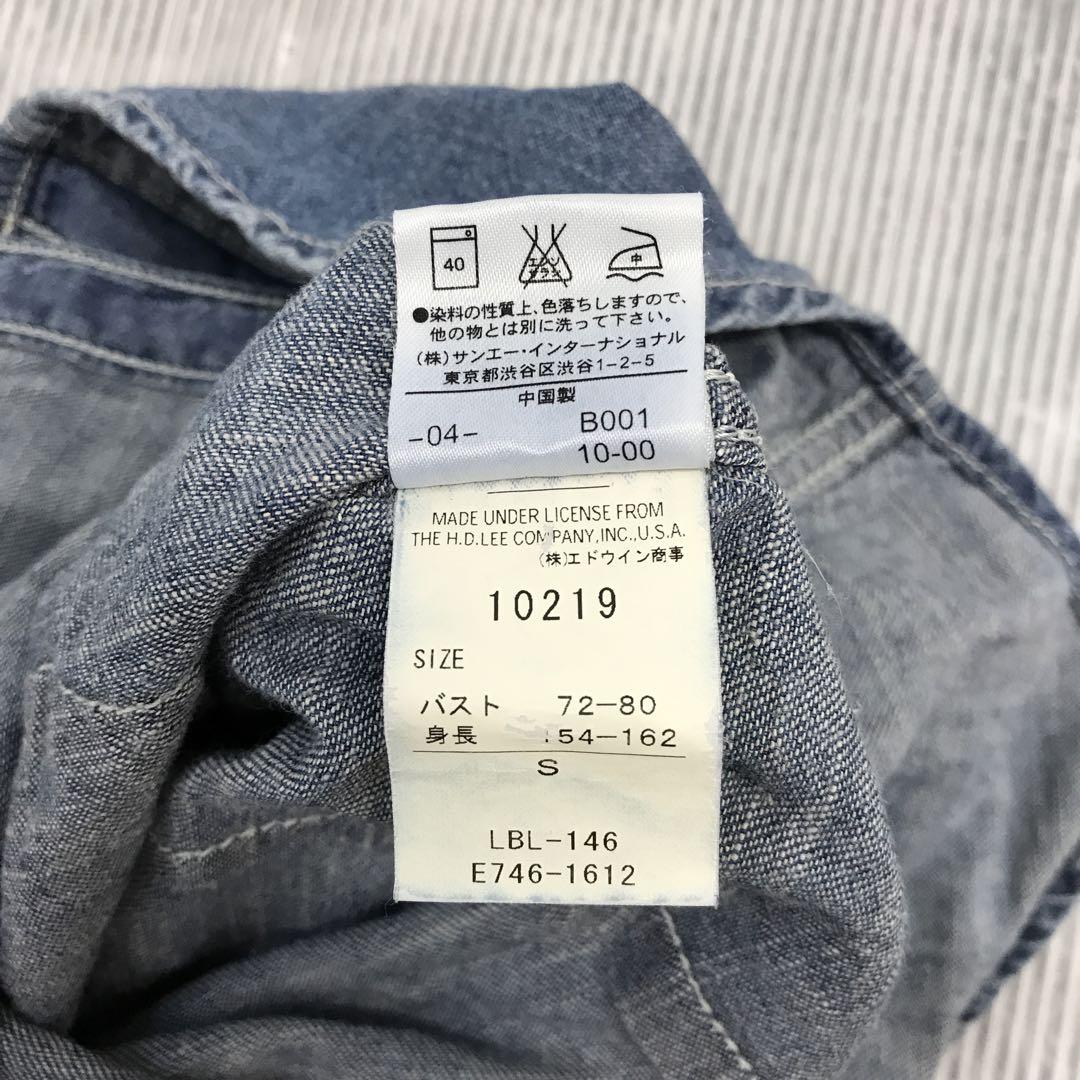 40
エンソ
サラシ
中
●染料の性質上、色落ちしますので、
他の物とは別に洗って下さい。
(株)サンエー・インターナショナル
東京都渋谷区渋谷1-2-5
中国製
-04- B001
10-00
MADE UNDER LICENSE FROM
THE H.D.LEE COMPANY,INC.,U.S.A.
(株)エドウイン商事
10219
SIZE
バスト 72-80
身長 154-162
S
LBL-146
E746-1612